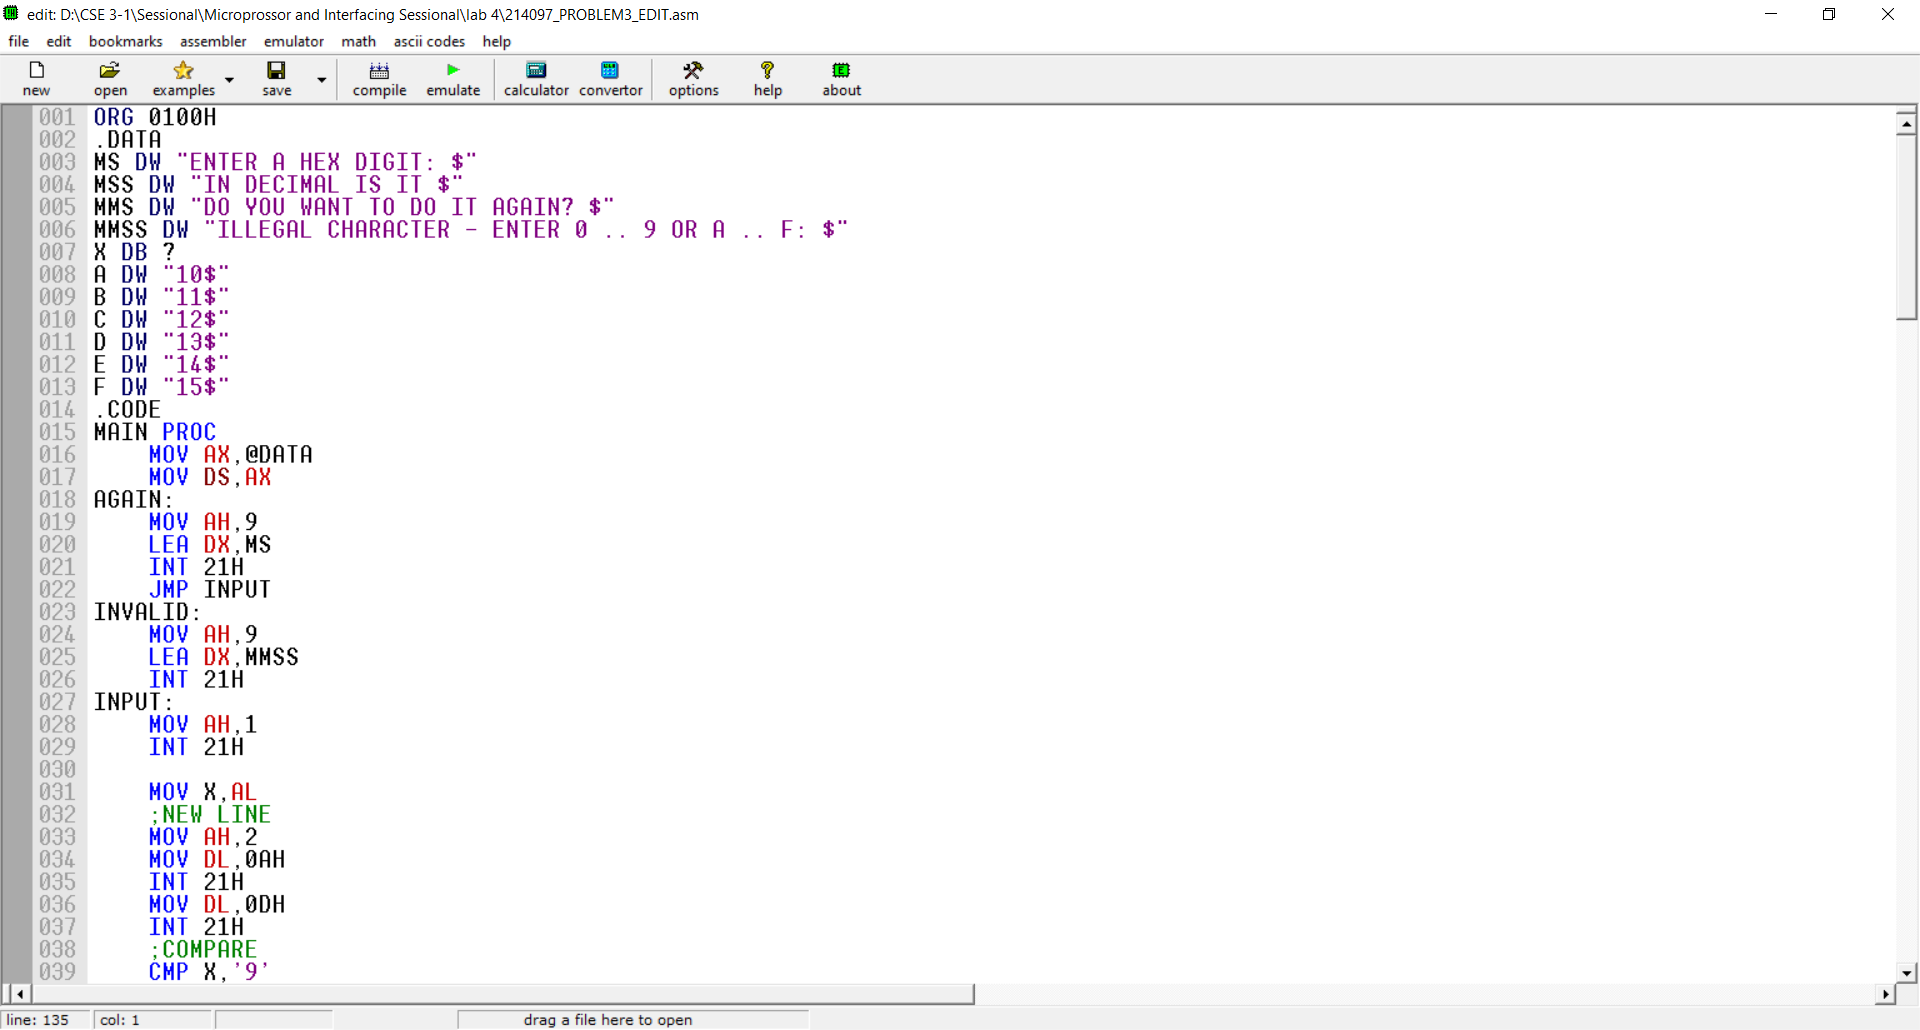 edit: D:\CSE 3-1\Sessional\Microprossor and Interfacing Sessional\lab 4\214097_PROBLEM3_EDIT.asm
file edit bookmarks assembler emulator math ascii codes help
new open examples save compile emulate calculator convertor options help about
001 ORG 0100H
002 .DATA
003 MS DW "ENTER A HEX DIGIT: $"
004 MSS DW "IN DECIMAL IS IT $"
005 MMS DW "DO YOU WANT TO DO IT AGAIN? $"
006 MMSS DW "ILLEGAL CHARACTER - ENTER 0 .. 9 OR A .. F: $"
007 X DB ?
008 A DW "10$"
009 B DW "11$"
010 C DW "12$"
011 D DW "13$"
012 E DW "14$"
013 F DW "15$"
014 .CODE
015 MAIN PROC
016 MOV AX,@DATA
017 MOV DS,AX
018 AGAIN:
019 MOV AH,9
020 LEA DX,MS
021 INT 21H
022 JMP INPUT
023 INVALID:
024 MOV AH,9
025 LEA DX,MMSS
026 INT 21H
027 INPUT:
028 MOV AH,1
029 INT 21H
030
031 MOV X,AL
032 ;NEW LINE
033 MOV AH,2
034 MOV DL,0AH
035 INT 21H
036 MOV DL,0DH
037 INT 21H
038 ;COMPARE
039 CMP X,'9'
line: 135 col: 1 drag a file here to open